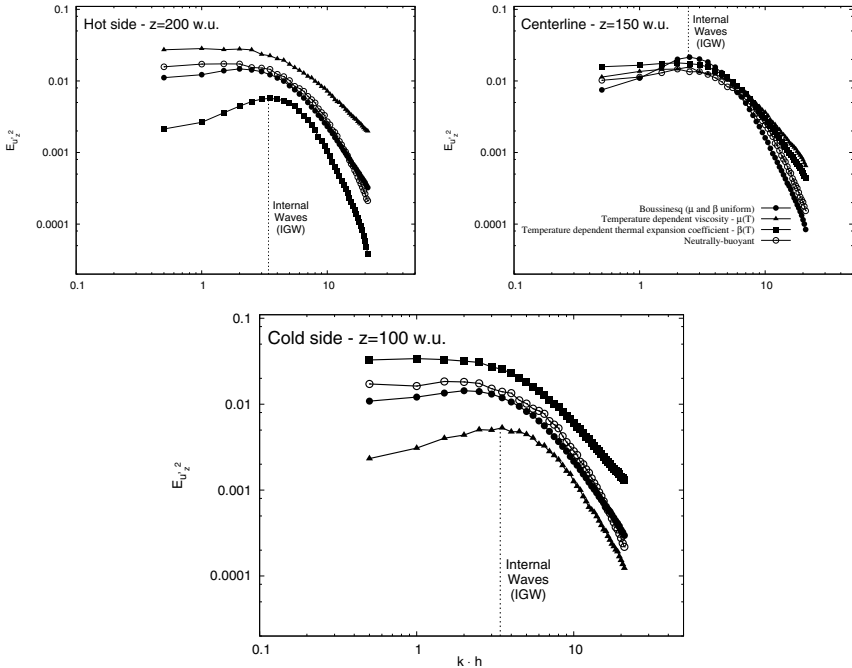 Hot side - z=200 w.u.
0.1
0.01
0.001
0.0001
E_{u'_z^2}
Internal
Waves
(IGW)
0.1
1
10
Centerline - z=150 w.u.
Internal
Waves
(IGW)
0.1
0.01
0.001
0.0001
E_{u'_z^2}
Boussinesq (μ and β uniform)
Temperature dependent viscosity - μ(T)
Temperature dependent thermal expansion coefficient - β(T)
Neutrally-buoyant
0.1
1
10
Cold side - z=100 w.u.
0.1
0.01
0.001
0.0001
E_{u'_z^2}
Internal
Waves
(IGW)
0.1
1
10
k · h